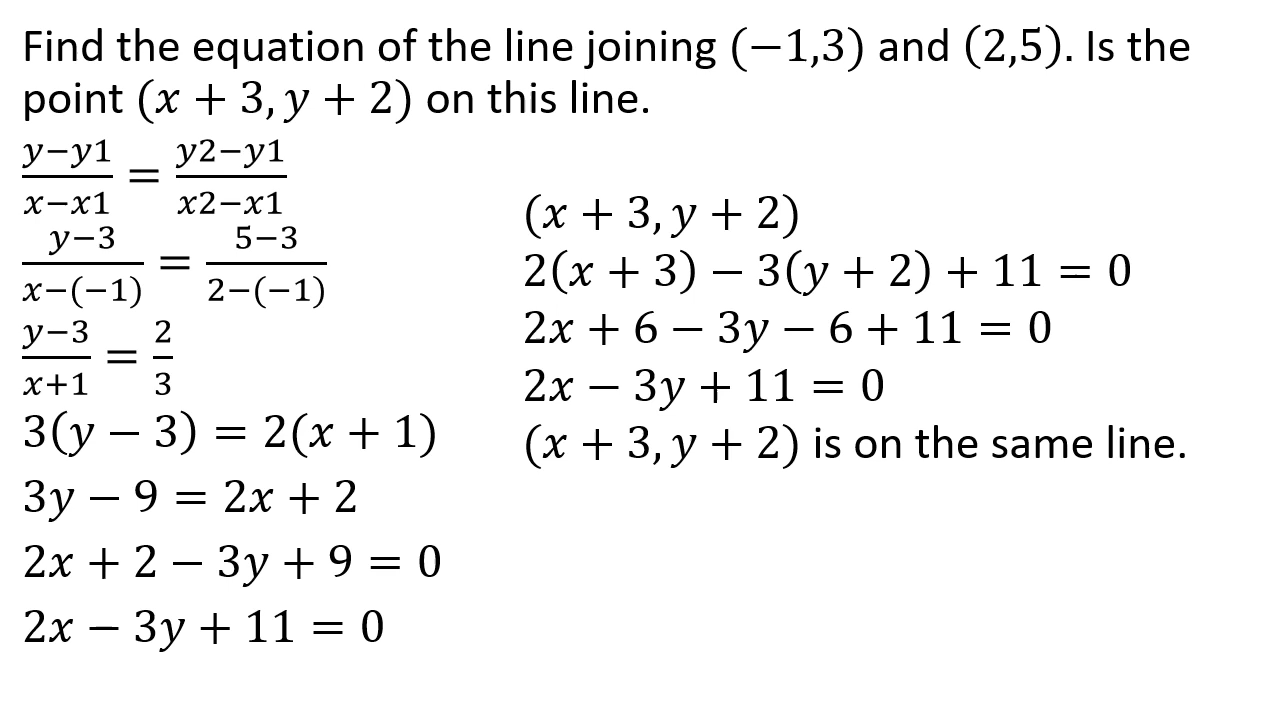 Find the equation of the line joining (−1,3) and (2,5). Is the
point (x + 3, y + 2) on this line.
(y−y1)/(x−x1) = (y2−y1)/(x2−x1)
(y−3)/(x−(−1)) = (5−3)/(2−(−1))
(y−3)/(x+1) = 2/3
3(y − 3) = 2(x + 1)
3y − 9 = 2x + 2
2x + 2 − 3y + 9 = 0
2x − 3y + 11 = 0
(x + 3, y + 2)
2(x + 3) − 3(y + 2) + 11 = 0
2x + 6 − 3y − 6 + 11 = 0
2x − 3y + 11 = 0
(x + 3, y + 2) is on the same line.